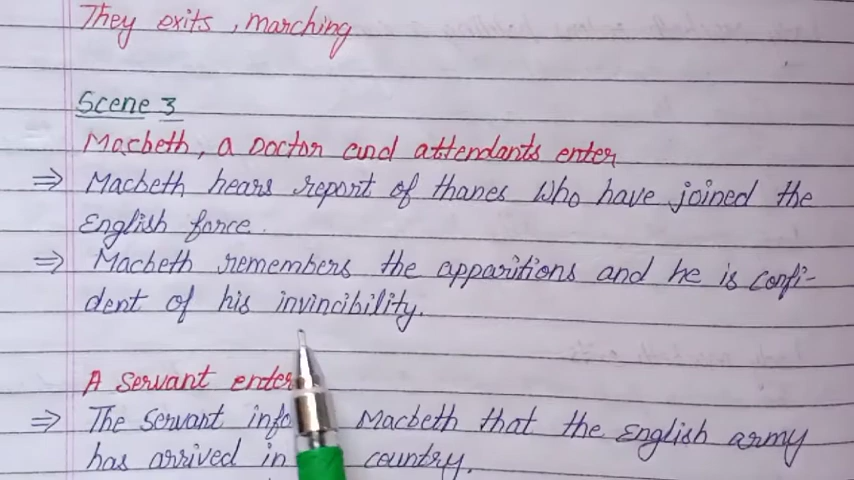 They exits, marching
Scene 3
Macbeth, a Doctor and attendants enter
⇒ Macbeth hears report of thanes who have joined the
English force.
⇒ Macbeth remembers the apparitions and he is confi-
dent of his invincibility.
A servant enter
⇒ The servant info Macbeth that the English army
has arrived in country.